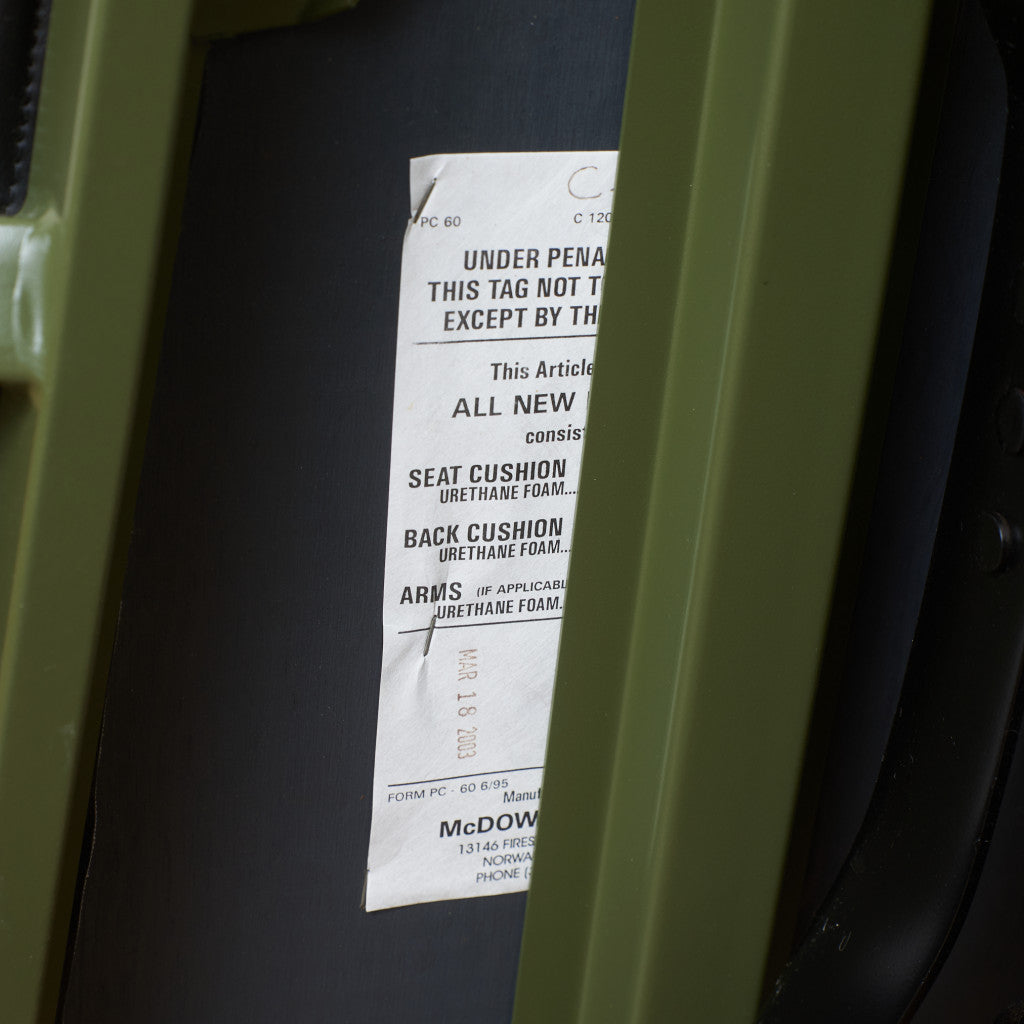 C
PC 60 C 120
UNDER PENA
THIS TAG NOT T
EXCEPT BY TH
This Article
ALL NEW
consist
SEAT CUSHION
URETHANE FOAM...
BACK CUSHION
URETHANE FOAM...
ARMS (IF APPLICABL
URETHANE FOAM.
MAR 18 2003
FORM PC - 60 6/95
Manuf
McDOW
13146 FIRES
NORWA
PHONE (